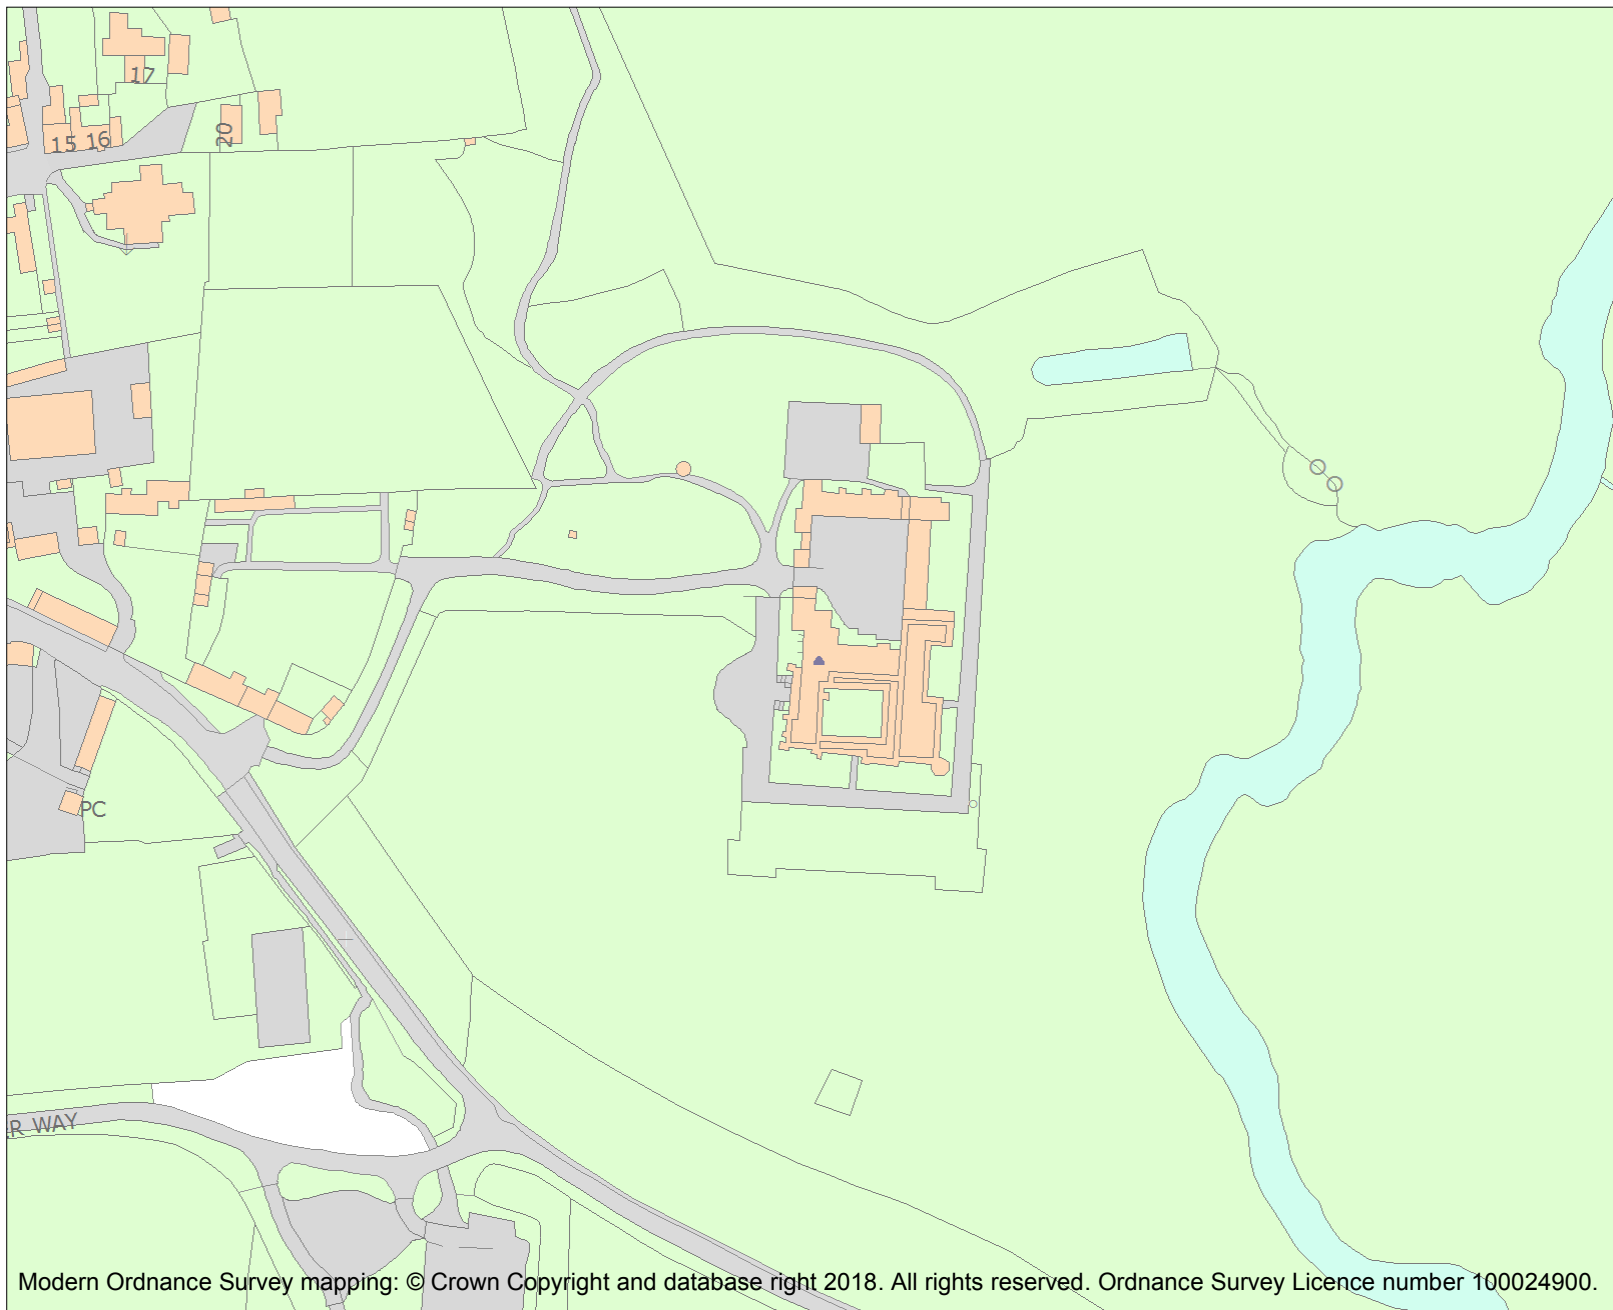 17
15 16
20
PC
R WAY
Modern Ordnance Survey mapping: © Crown Copyright and database right 2018. All rights reserved. Ordnance Survey Licence number 100024900.